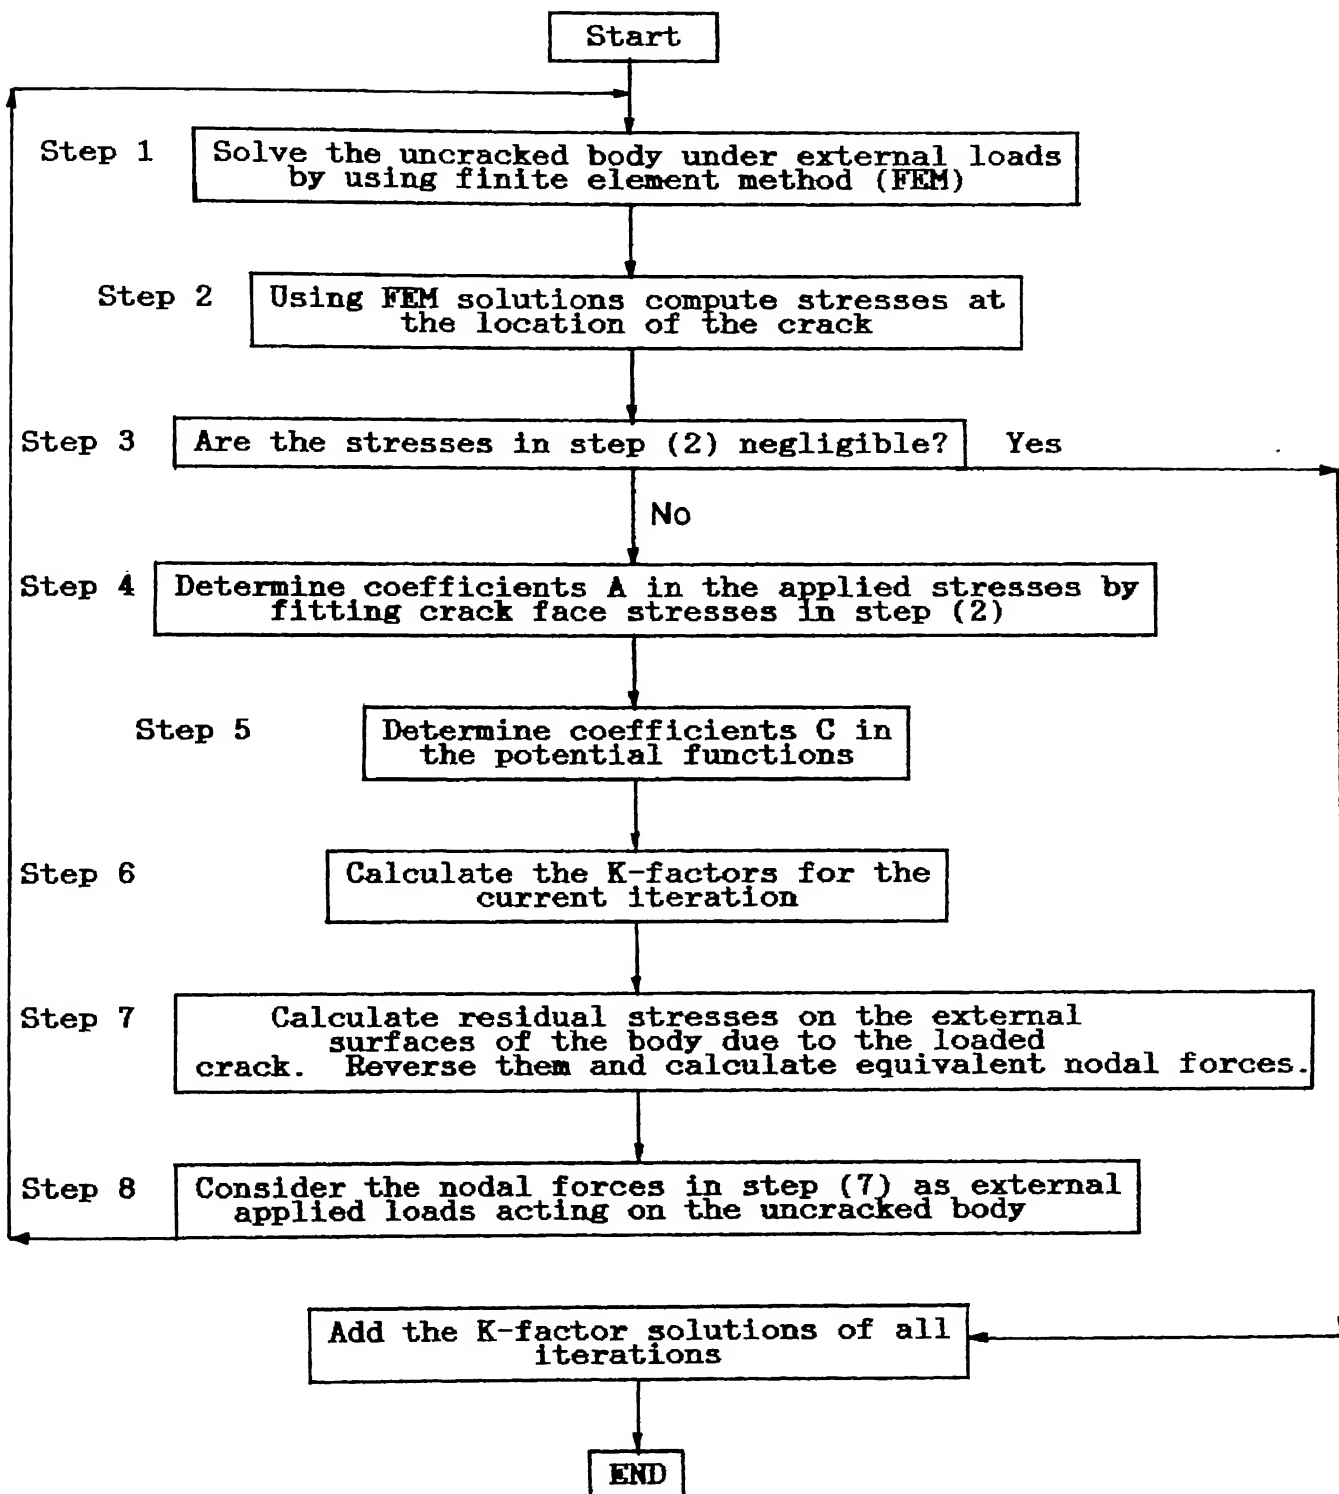 Start
Step 1
Solve the uncracked body under external loads
by using finite element method (FEM)
Step 2
Using FEM solutions compute stresses at
the location of the crack
Step 3
Are the stresses in step (2) negligible?
Yes
No
Step 4
Determine coefficients A in the applied stresses by
fitting crack face stresses in step (2)
Step 5
Determine coefficients C in
the potential functions
Step 6
Calculate the K-factors for the
current iteration
Step 7
Calculate residual stresses on the external
surfaces of the body due to the loaded
crack. Reverse them and calculate equivalent nodal forces.
Step 8
Consider the nodal forces in step (7) as external
applied loads acting on the uncracked body
Add the K-factor solutions of all
iterations
END